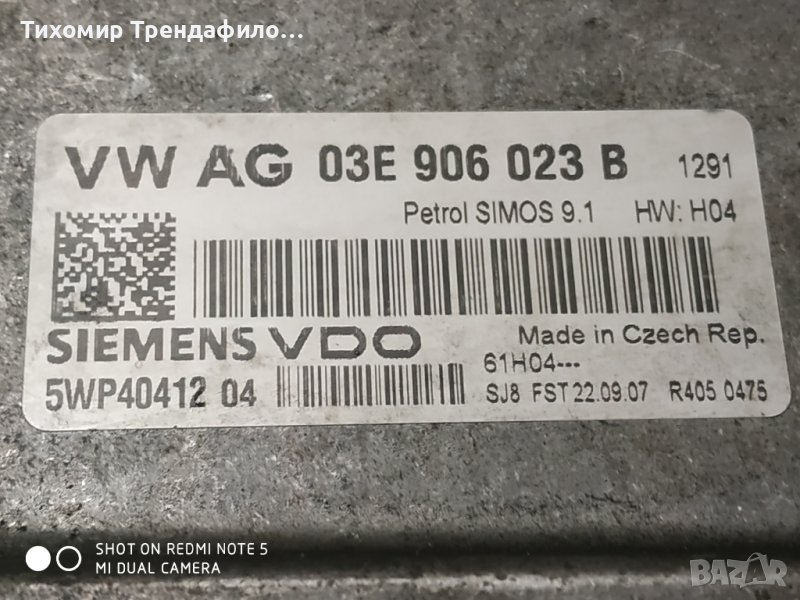 Тихомир Трендафило...
VW AG 03E 906 023 B 1291
Petrol SIMOS 9.1 HW: H04
SIEMENS VDO Made in Czech Rep.
61H04---
5WP40412 04 SJ8 FST 22.09.07 R405 0475
SHOT ON REDMI NOTE 5
MI DUAL CAMERA
BAZAR